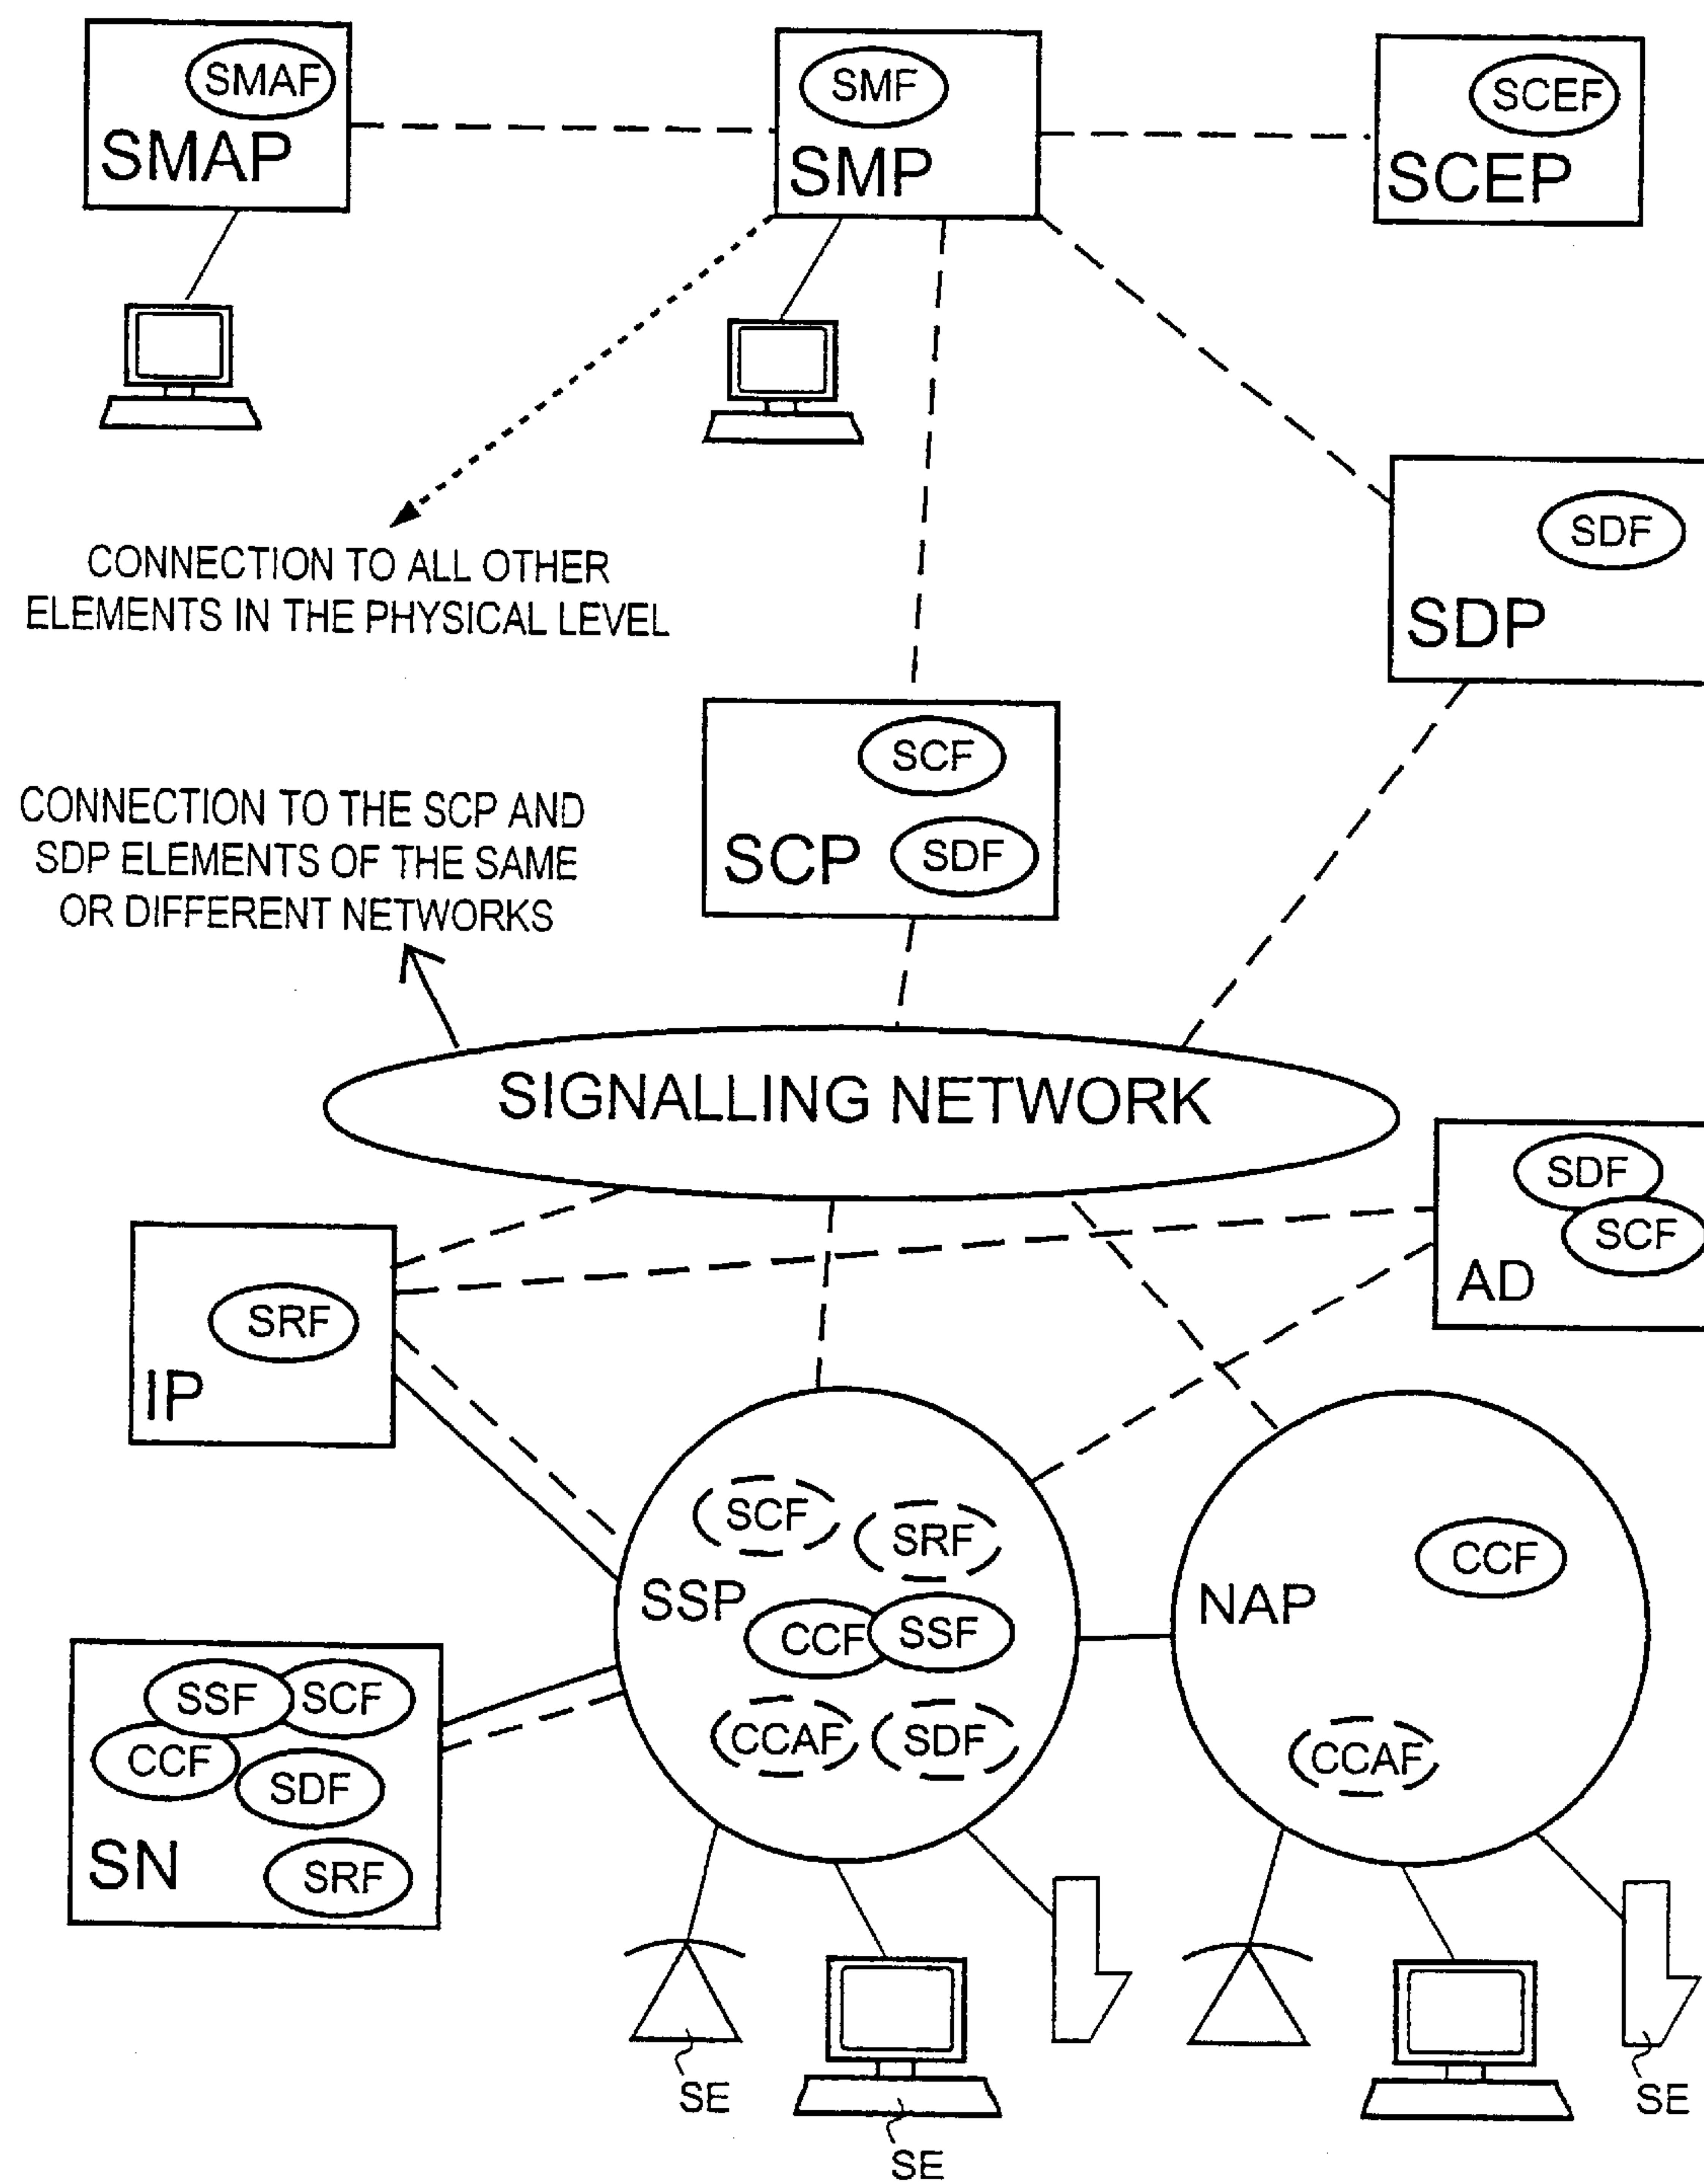 SMAF
SMAP
SMF
SMP
SCEF
SCEP
CONNECTION TO ALL OTHER
ELEMENTS IN THE PHYSICAL LEVEL
SDF
SDP
SCF
SCP
SDF
CONNECTION TO THE SCP AND
SDP ELEMENTS OF THE SAME
OR DIFFERENT NETWORKS
SIGNALLING NETWORK
SDF
SCF
AD
SRF
IP
SCF
SRF
SSP
CCF
SSF
CCAF
SDF
CCF
NAP
CCAF
SSF
SCF
CCF
SDF
SN
SRF
SE
SE
SE